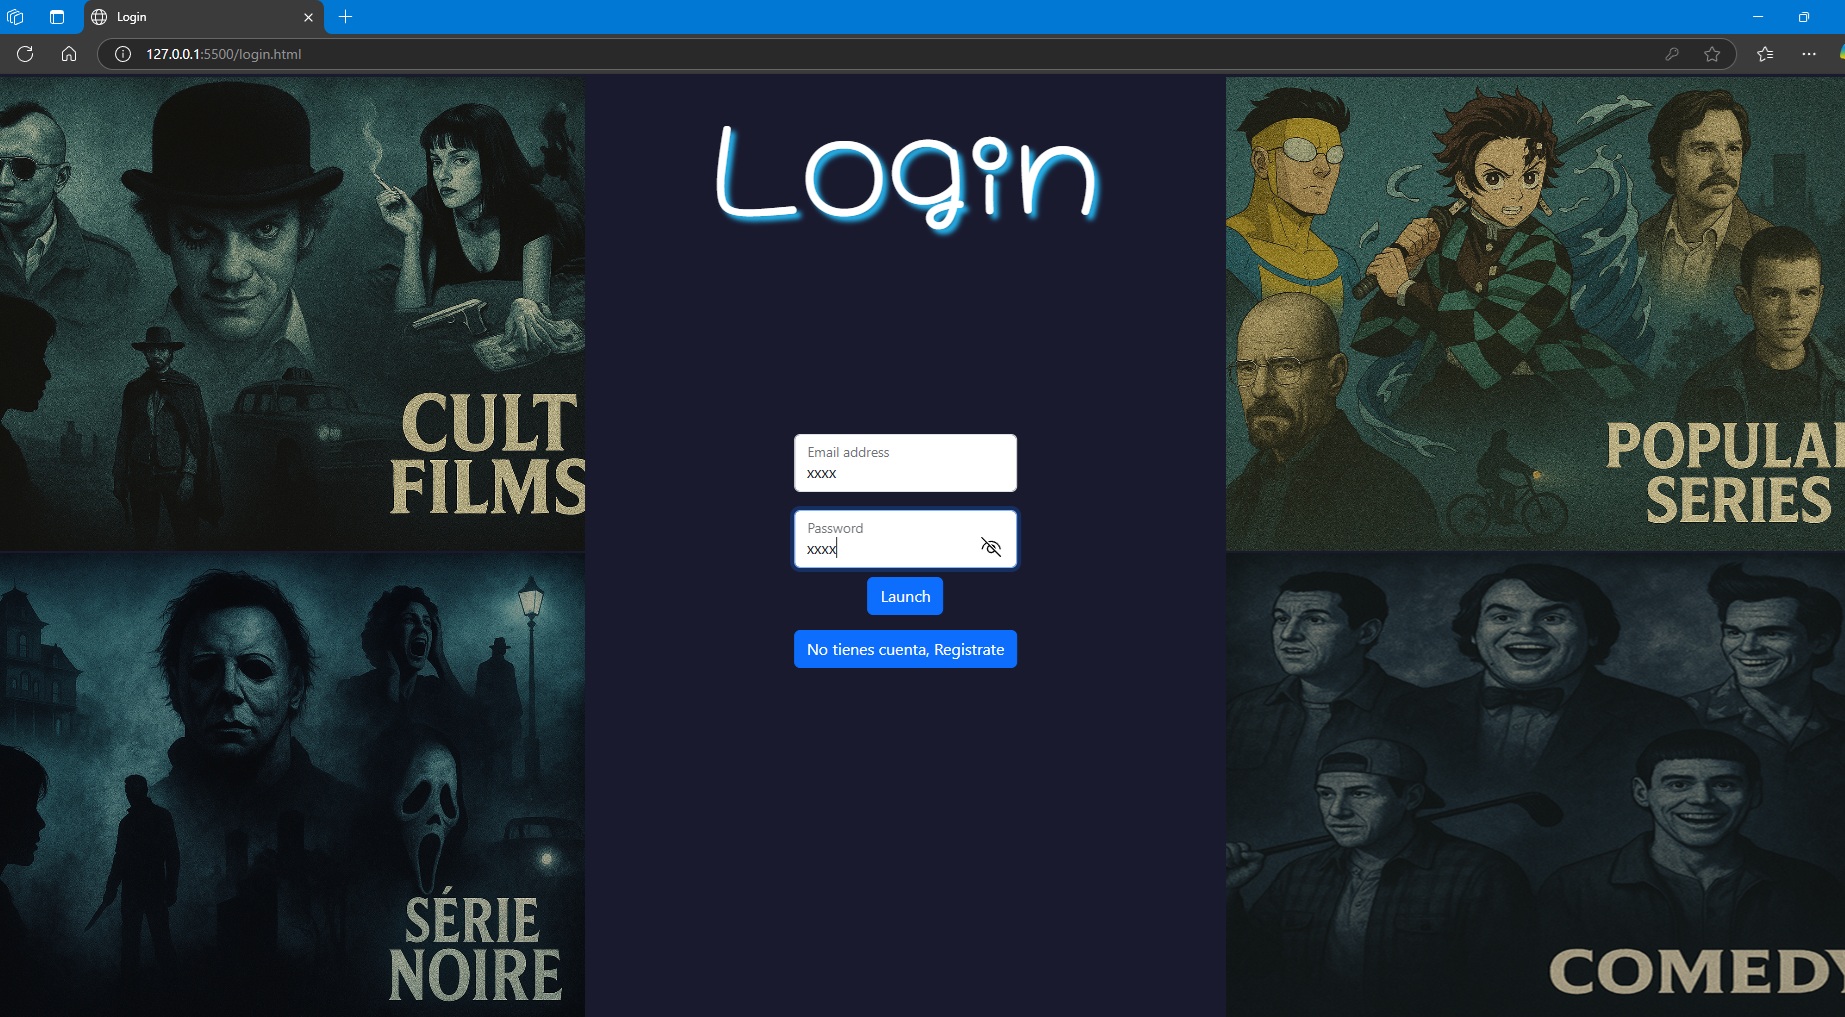 Login
127.0.0.1:5500/login.html
Login
CULT
FILMS
POPULA
SERIES
Email address
xxxx
Password
xxxx
Launch
No tienes cuenta, Registrate
SÉRIE
NOIRE
COMEDY